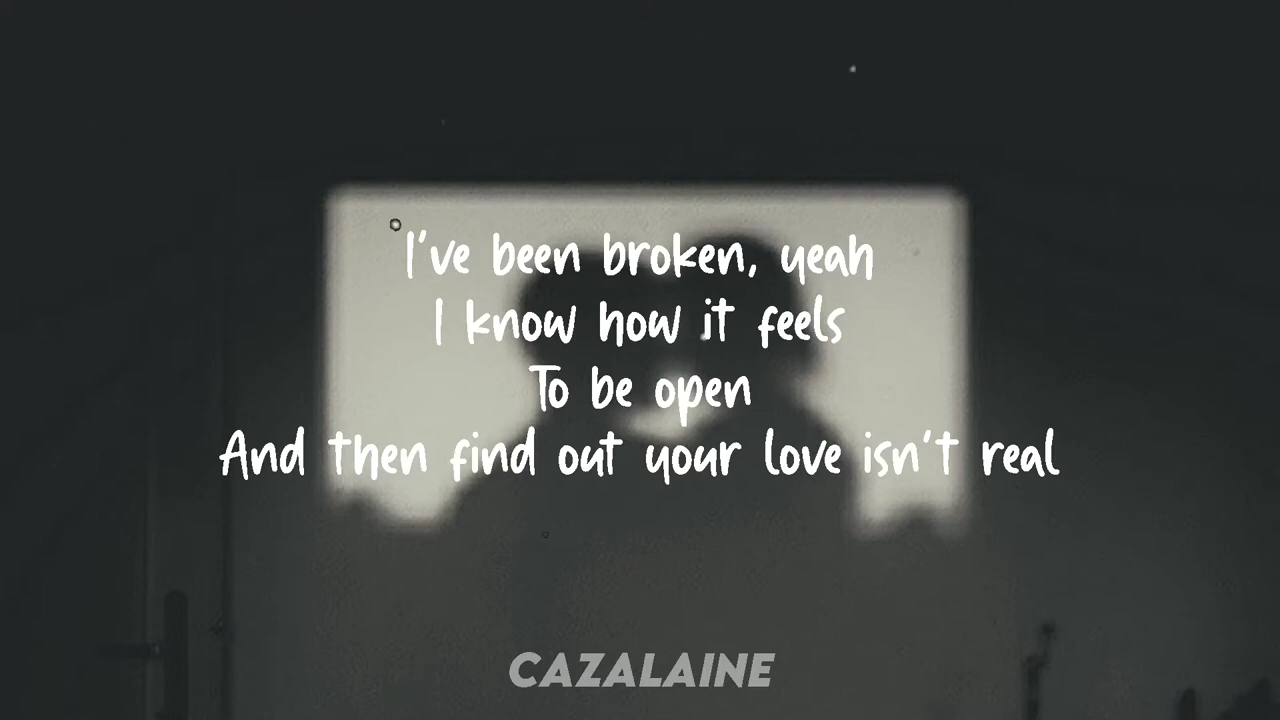 I've been broken, yeah
I know how it feels
To be open
And then find out your love isn't real
CAZALAINE